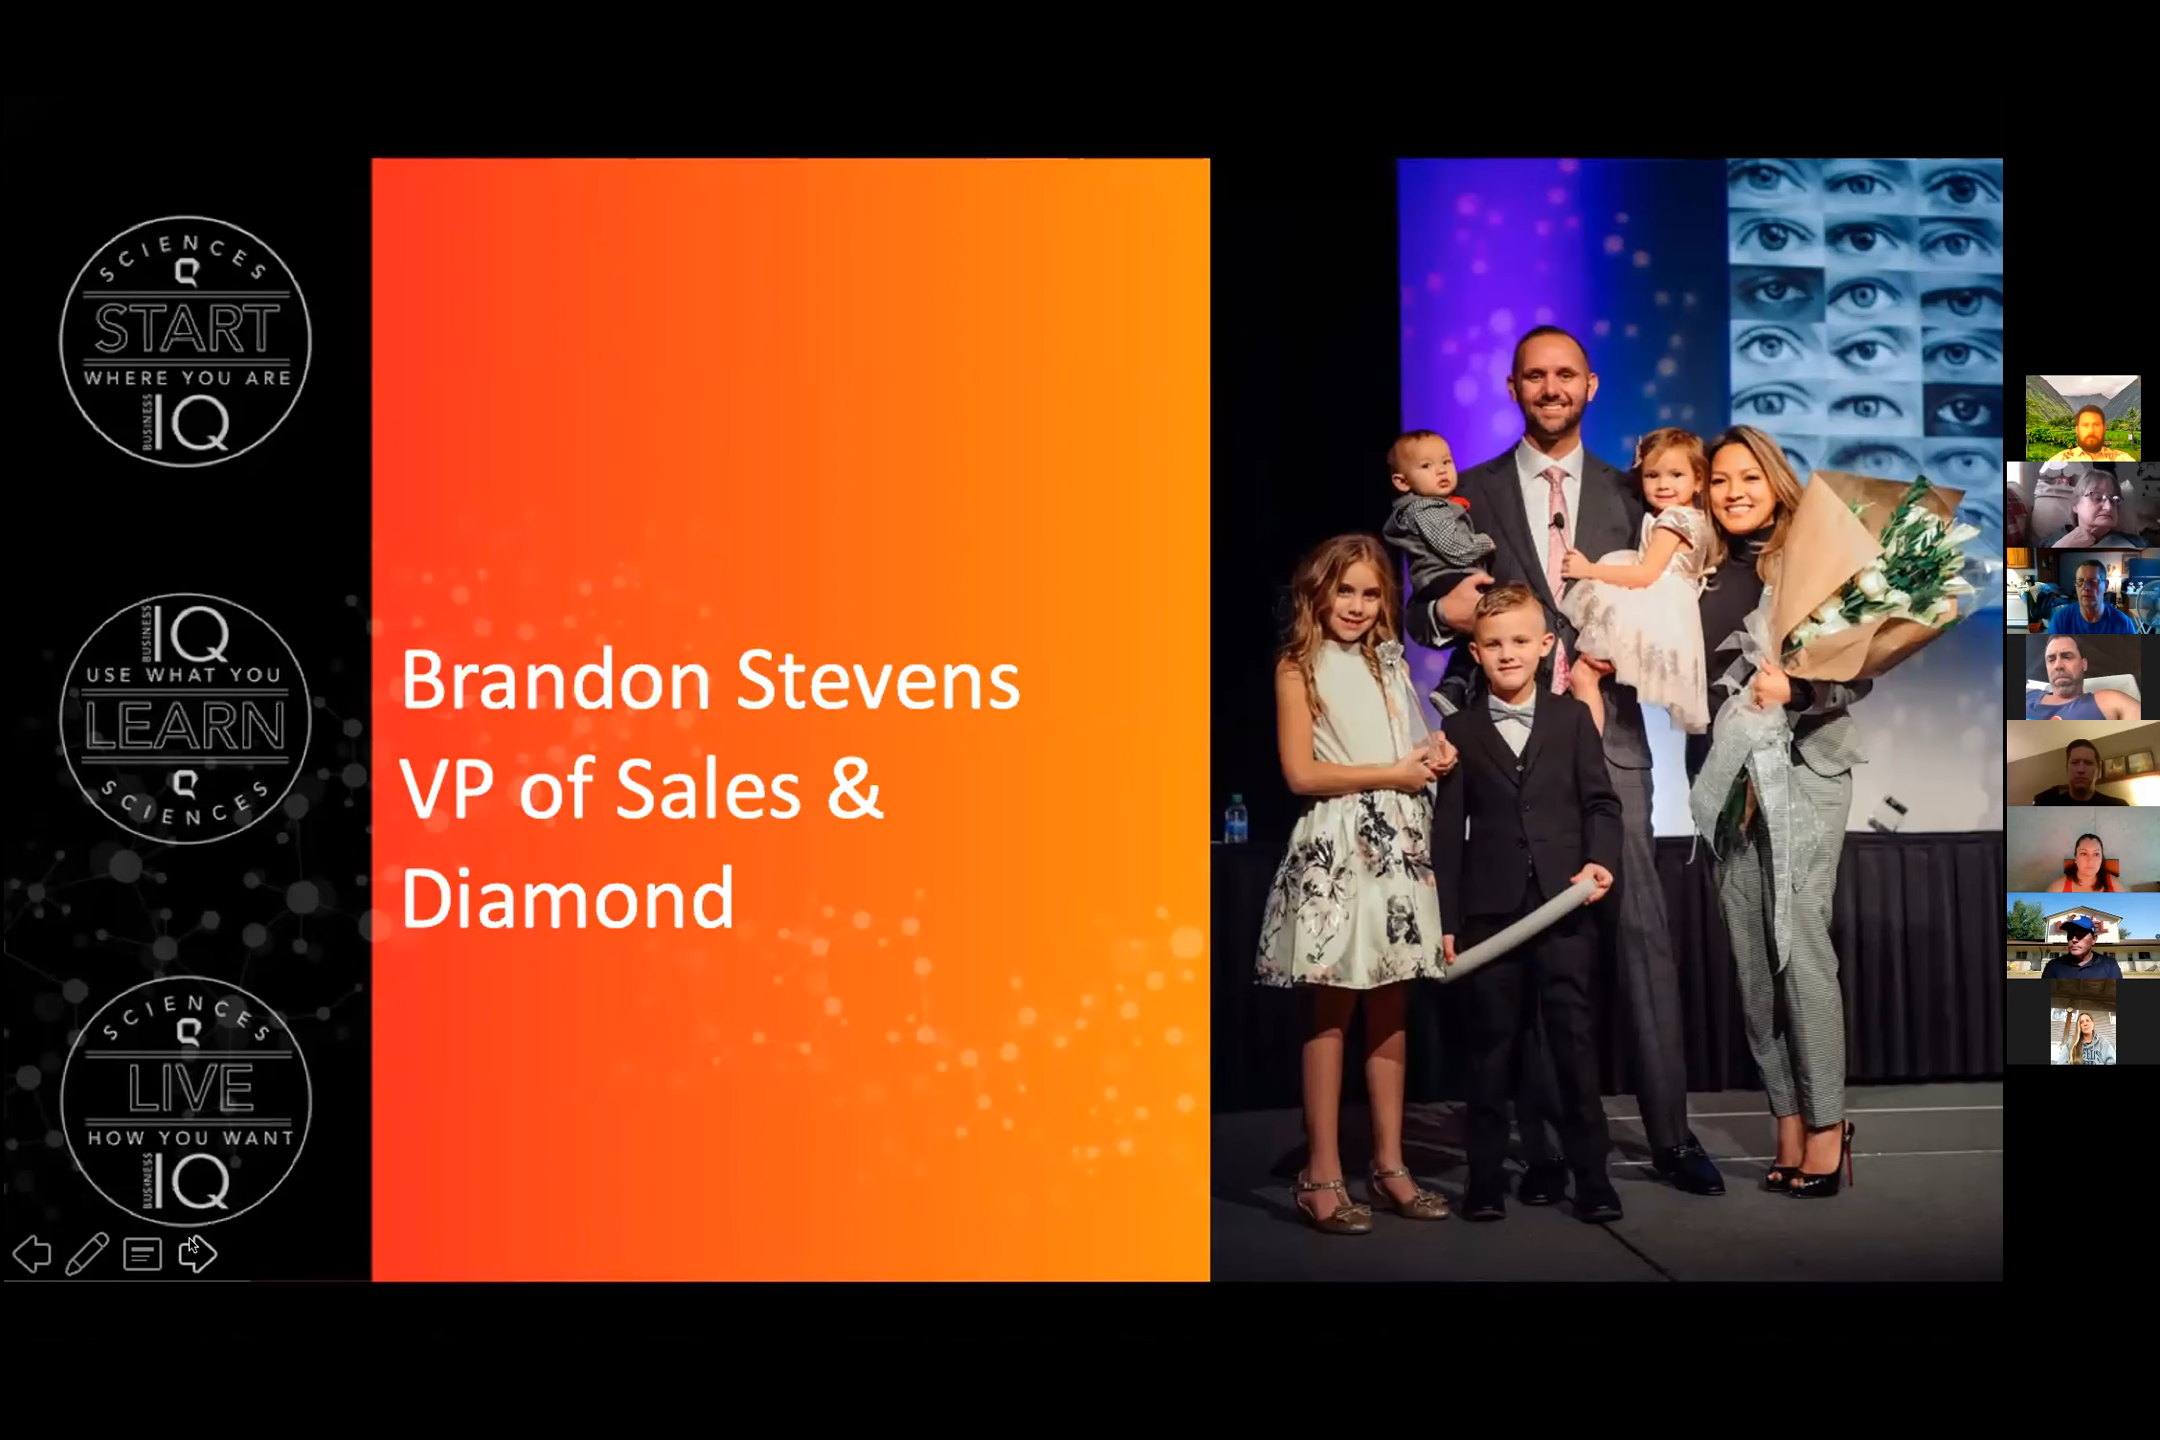 SCIENCES
START
WHERE YOU ARE
BUSINESS IQ
BUSINESS IQ
USE WHAT YOU
LEARN
SCIENCES
SCIENCES
LIVE
HOW YOU WANT
BUSINESS IQ
Brandon Stevens
VP of Sales &
Diamond